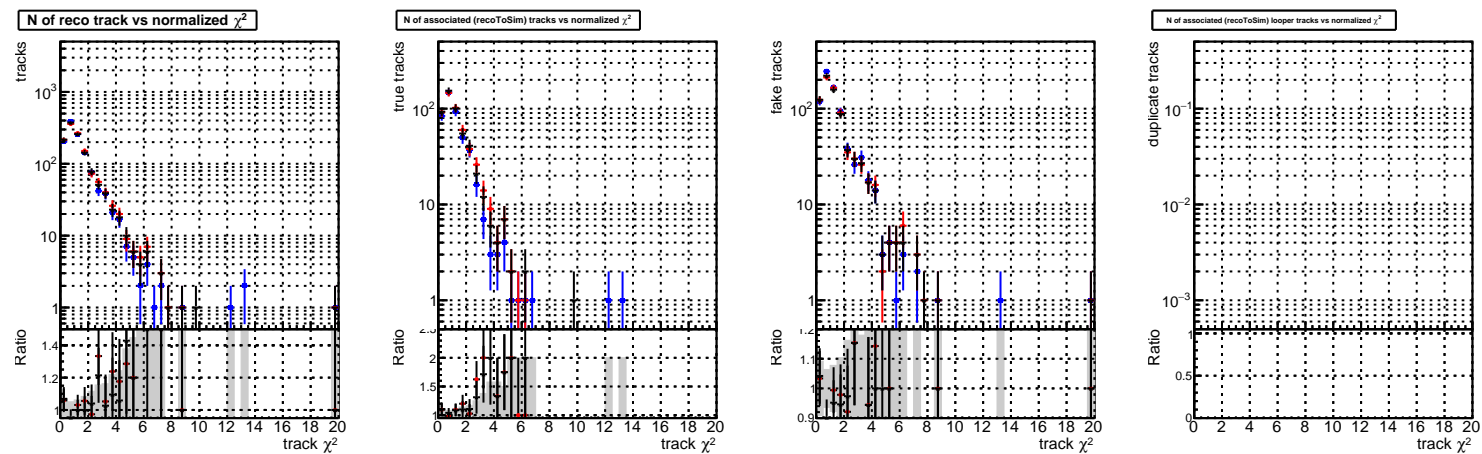 N of reco track vs normalized χ²
tracks
10³
10²
10
1
Ratio
1.4
1.2
1
0 2 4 6 8 10 12 14 16 18 20
track χ²
N of associated (recoToSim) tracks vs normalized χ²
true tracks
10²
10
1
Ratio
2.5
2
1.5
1
0 2 4 6 8 10 12 14 16 18 20
track χ²
fake tracks
10²
10
1
Ratio
1.2
1.1
1
0.9
0 2 4 6 8 10 12 14 16 18 20
track χ²
N of associated (recoToSim) looper tracks vs normalized χ²
duplicate tracks
10⁻¹
10⁻²
10⁻³
Ratio
1
0.5
0
0 2 4 6 8 10 12 14 16 18 20
track χ²